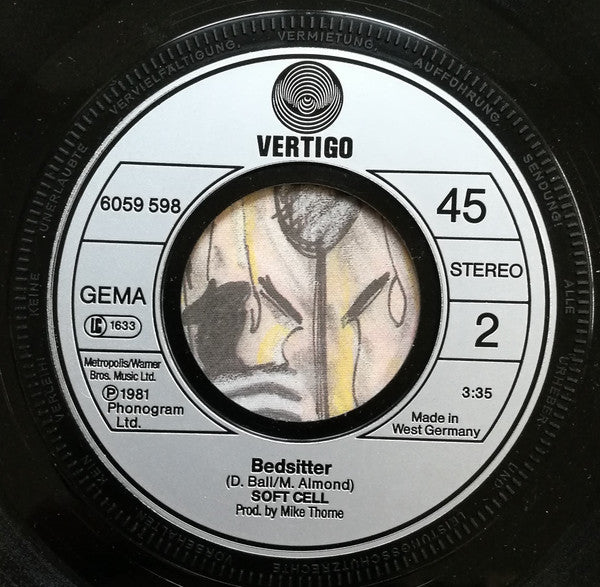 VERVIELFÄLTIGUNG, VERMIETUNG, AUFFÜHRUNG, SENDUNG!
KEINE UNERLAUBTE
ALLE
VERTIGO
6059 598
45
GEMA
STEREO
LC 1633
2
Metropolis/Warner
Bros. Music Ltd.
℗ 1981
Phonogram
Ltd.
3:35
Made in
West Germany
Bedsitter
(D. Ball/M. Almond)
SOFT CELL
Prod. by Mike Thorne